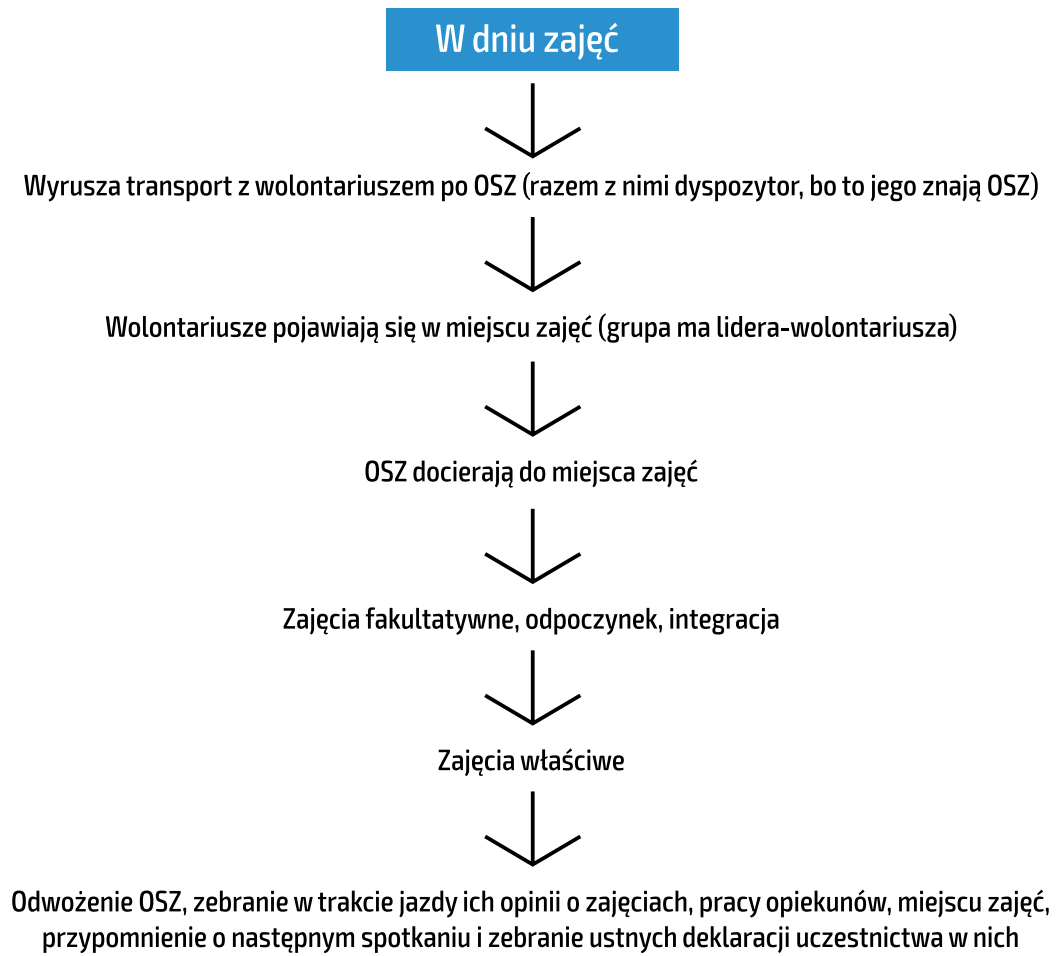 W dniu zajęć
Wyrusza transport z wolontariuszem po OSZ (razem z nimi dyspozytor, bo to jego znają OSZ)
Wolontariusze pojawiają się w miejscu zajęć (grupa ma lidera-wolontariusza)
OSZ docierają do miejsca zajęć
Zajęcia fakultatywne, odpoczynek, integracja
Zajęcia właściwe
Odwożenie OSZ, zebranie w trakcie jazdy ich opinii o zajęciach, pracy opiekunów, miejscu zajęć,
przypomnienie o następnym spotkaniu i zebranie ustnych deklaracji uczestnictwa w nich